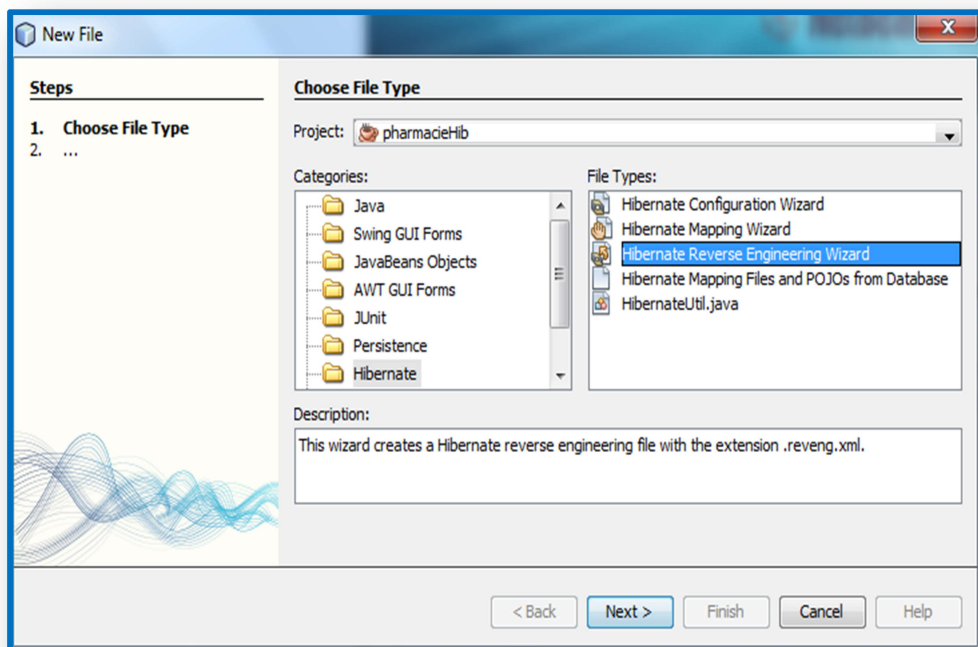 New File
Steps
1. Choose File Type
2. ...
Choose File Type
Project: pharmacieHib
Categories:
Java
Swing GUI Forms
JavaBeans Objects
AWT GUI Forms
JUnit
Persistence
Hibernate
File Types:
Hibernate Configuration Wizard
Hibernate Mapping Wizard
Hibernate Reverse Engineering Wizard
Hibernate Mapping Files and POJOs from Database
HibernateUtil.java
Description:
This wizard creates a Hibernate reverse engineering file with the extension .reveng.xml.
< Back Next > Finish Cancel Help